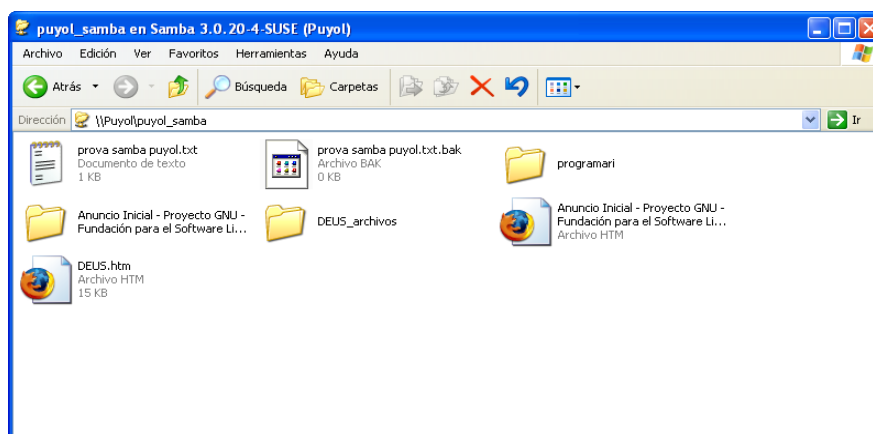 puyol_samba en Samba 3.0.20-4-SUSE (Puyol)
Archivo Edición Ver Favoritos Herramientas Ayuda
Atrás Búsqueda Carpetas
Dirección \\Puyol\puyol_samba Ir
prova samba puyol.txt
Documento de texto
1 KB
prova samba puyol.txt.bak
Archivo BAK
0 KB
programari
Anuncio Inicial - Proyecto GNU -
Fundación para el Software Li...
DEUS_archivos
Anuncio Inicial - Proyecto GNU -
Fundación para el Software Li...
Archivo HTM
DEUS.htm
Archivo HTM
15 KB